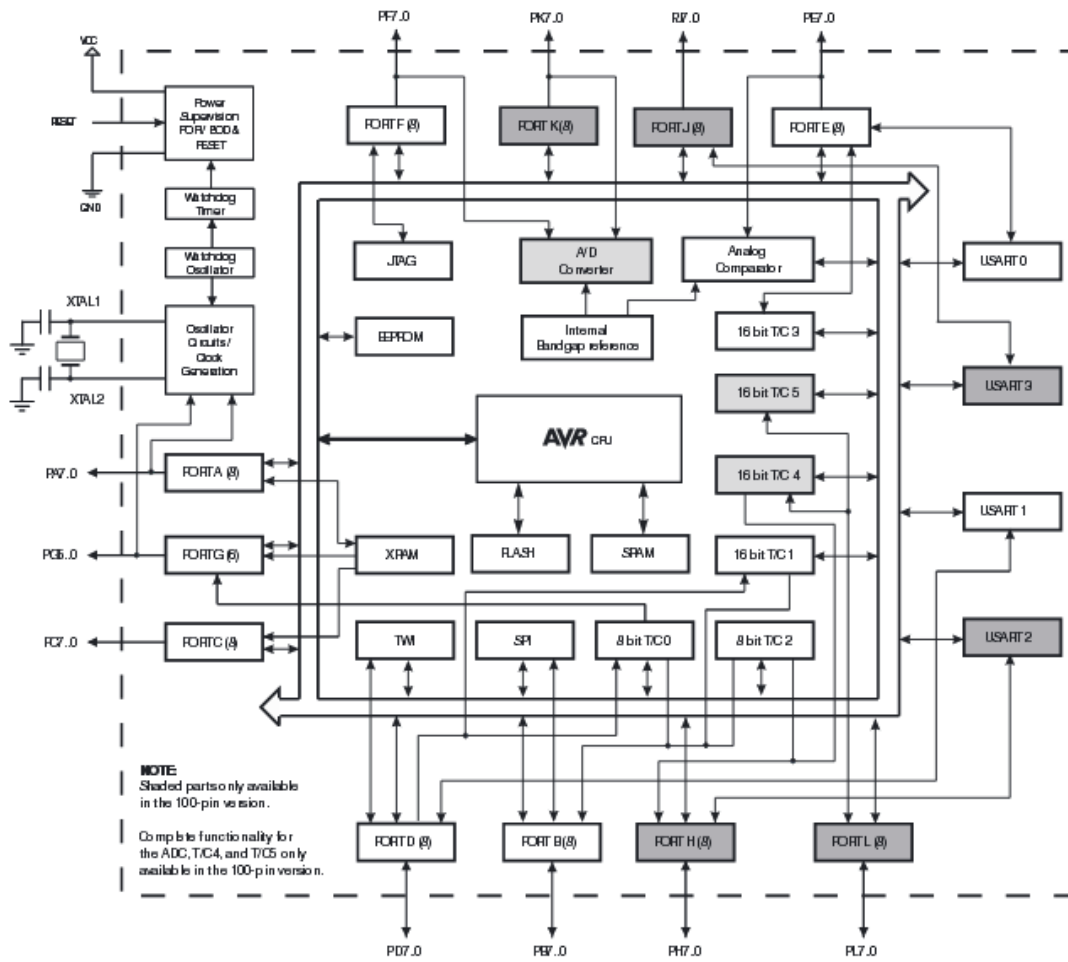 PF7..0
PK7..0
PJ7..0
PE7..0
VCC
RESET
GND
Power
Supervision
POR / BOD &
RESET
PORT F (8)
PORT K (8)
PORT J (8)
PORT E (8)
Watchdog
Timer
Watchdog
Oscillator
JTAG
A/D
Converter
Analog
Comparator
USART 0
XTAL1
XTAL2
Oscillator
Circuits /
Clock
Generation
EEPROM
Internal
Bandgap reference
16 bit T/C 3
USART 3
16 bit T/C 5
AVR CPU
PA7..0
PORT A (8)
16 bit T/C 4
USART 1
PG5..0
PORT G (6)
XRAM
FLASH
SRAM
16 bit T/C 1
PC7..0
PORT C (8)
TWI
SPI
8 bit T/C 0
8 bit T/C 2
USART 2
NOTE:
Shaded parts only available
in the 100-pin version.
Complete functionality for
the ADC, T/C4, and T/C5 only
available in the 100-pin version.
PORT D (8)
PORT B (8)
PORT H (8)
PORT L (8)
PD7..0
PB7..0
PH7..0
PL7..0